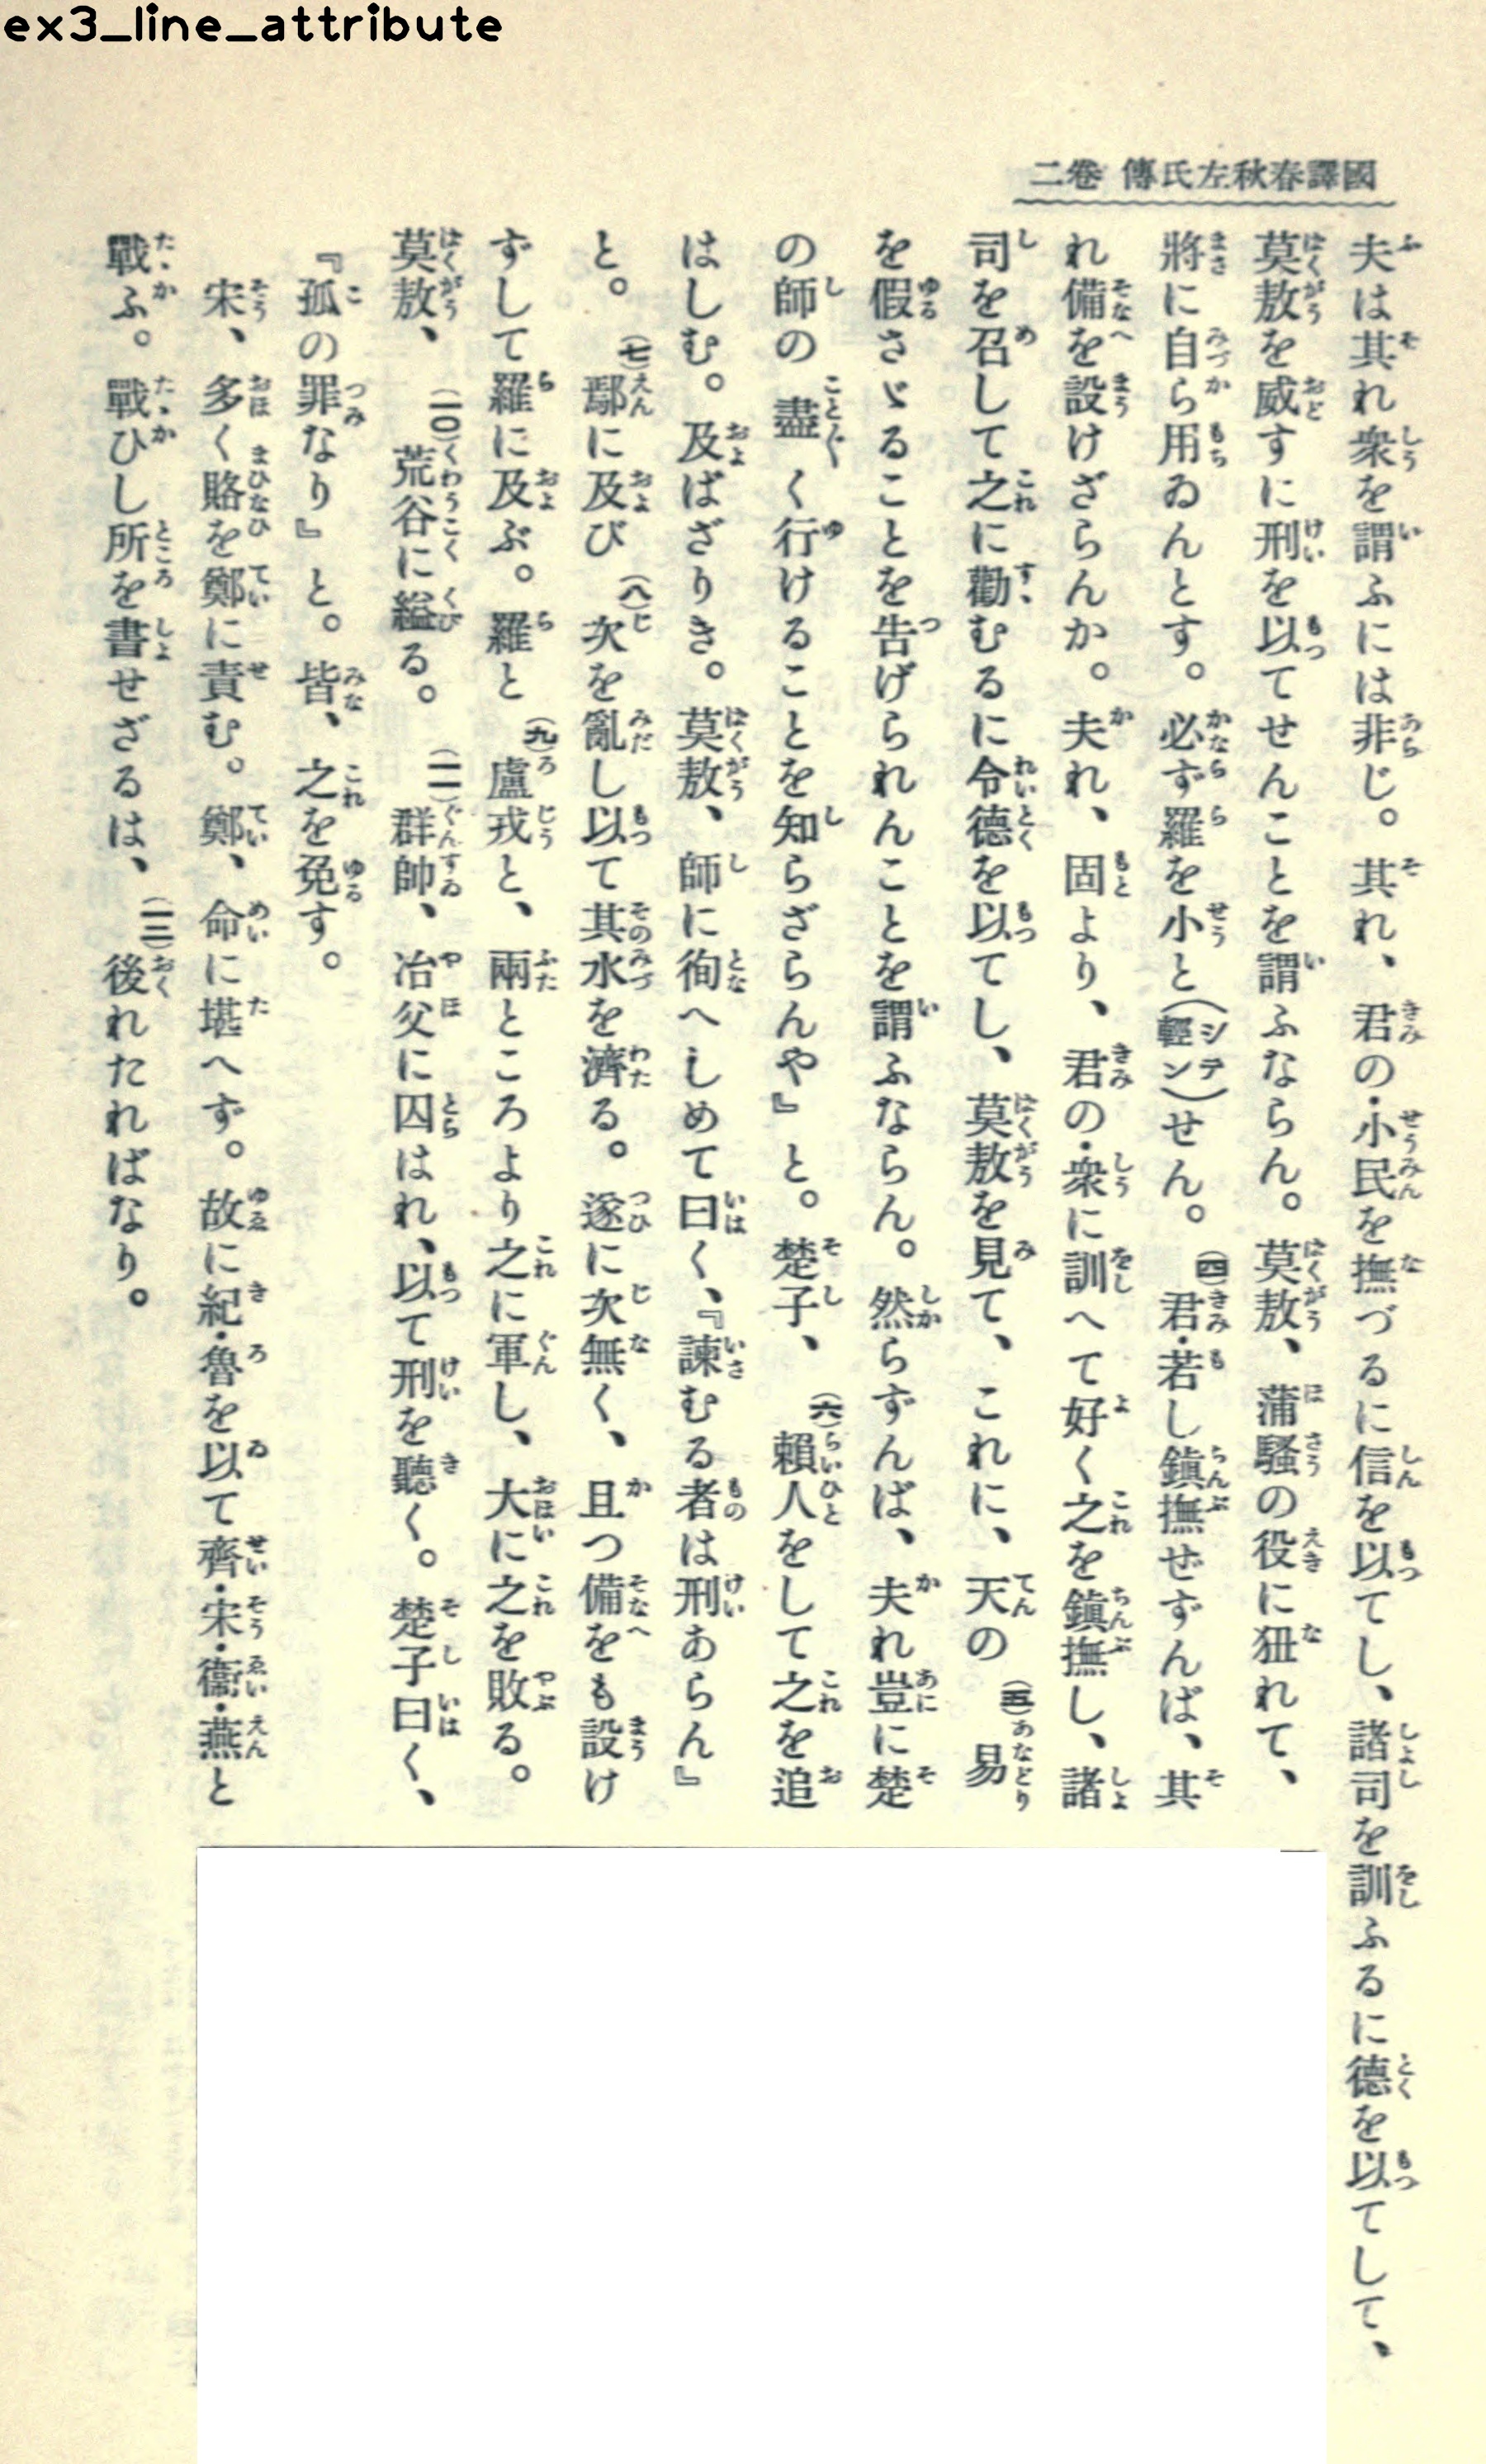 ex3_line_attribute
國譯春秋左氏傳 卷二
夫は其れ衆を謂ふには非じ。其れ、君の・小民を撫づるに信を以てし、諸司を訓ふるに德を以てして、
莫敖を威すに刑を以てせんことを謂ふならん。莫敖、蒲騷の役に狃れて、
將に自ら用ゐんとす。必ず羅を小と(輕ンシテ)せん。(四)君・若し鎭撫せずんば、其
れ備を設けざらんか。夫れ、固より、君の・衆に訓へて好く之を鎭撫し、諸
司を召して之に勸むるに令德を以てし、莫敖を見て、これに、天の(五)易
を假さゞることを告げられんことを謂ふならん。然らずんば、夫れ豈に楚
の師の盡く行けることを知らざらんや』と。楚子、(六)賴人をして之を追
はしむ。及ばざりき。莫敖、師に徇へしめて曰く、『諫むる者は刑あらん』
と。(七)鄢に及び(八)次を亂し以て其水を濟る。遂に次無く、且つ備をも設け
ずして羅に及ぶ。羅と(九)盧戎と、兩ところより之に軍し、大に之を敗る。
莫敖、(一〇)荒谷に縊る。(一一)群帥、冶父に囚はれ、以て刑を聽く。楚子曰く、
『孤の罪なり』と。皆、之を免す。
宋、多く賂を鄭に責む。鄭、命に堪へず。故に紀・魯を以て齊・宋・衞・燕と
戰ふ。戰ひし所を書せざるは、(一二)後れたればなり。